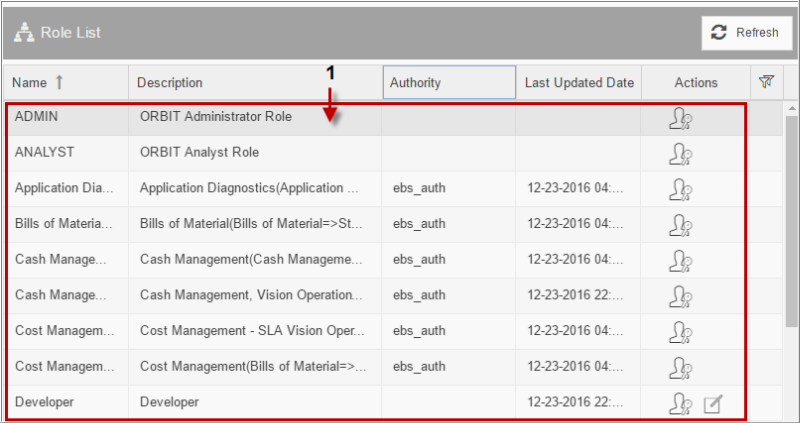 Role List
Refresh
1
Name Description Authority Last Updated Date Actions
ADMIN ORBIT Administrator Role
ANALYST ORBIT Analyst Role
Application Dia... Application Diagnostics(Application ... ebs_auth 12-23-2016 04:...
Bills of Materia... Bills of Material(Bills of Material=>St... ebs_auth 12-23-2016 04:...
Cash Manage... Cash Management(Cash Manageme... ebs_auth 12-23-2016 04:...
Cash Manage... Cash Management, Vision Operation... ebs_auth 12-23-2016 22:...
Cost Managem... Cost Management - SLA Vision Oper... ebs_auth 12-23-2016 04:...
Cost Managem... Cost Management(Bills of Material=>... ebs_auth 12-23-2016 04:...
Developer Developer 12-23-2016 22:...